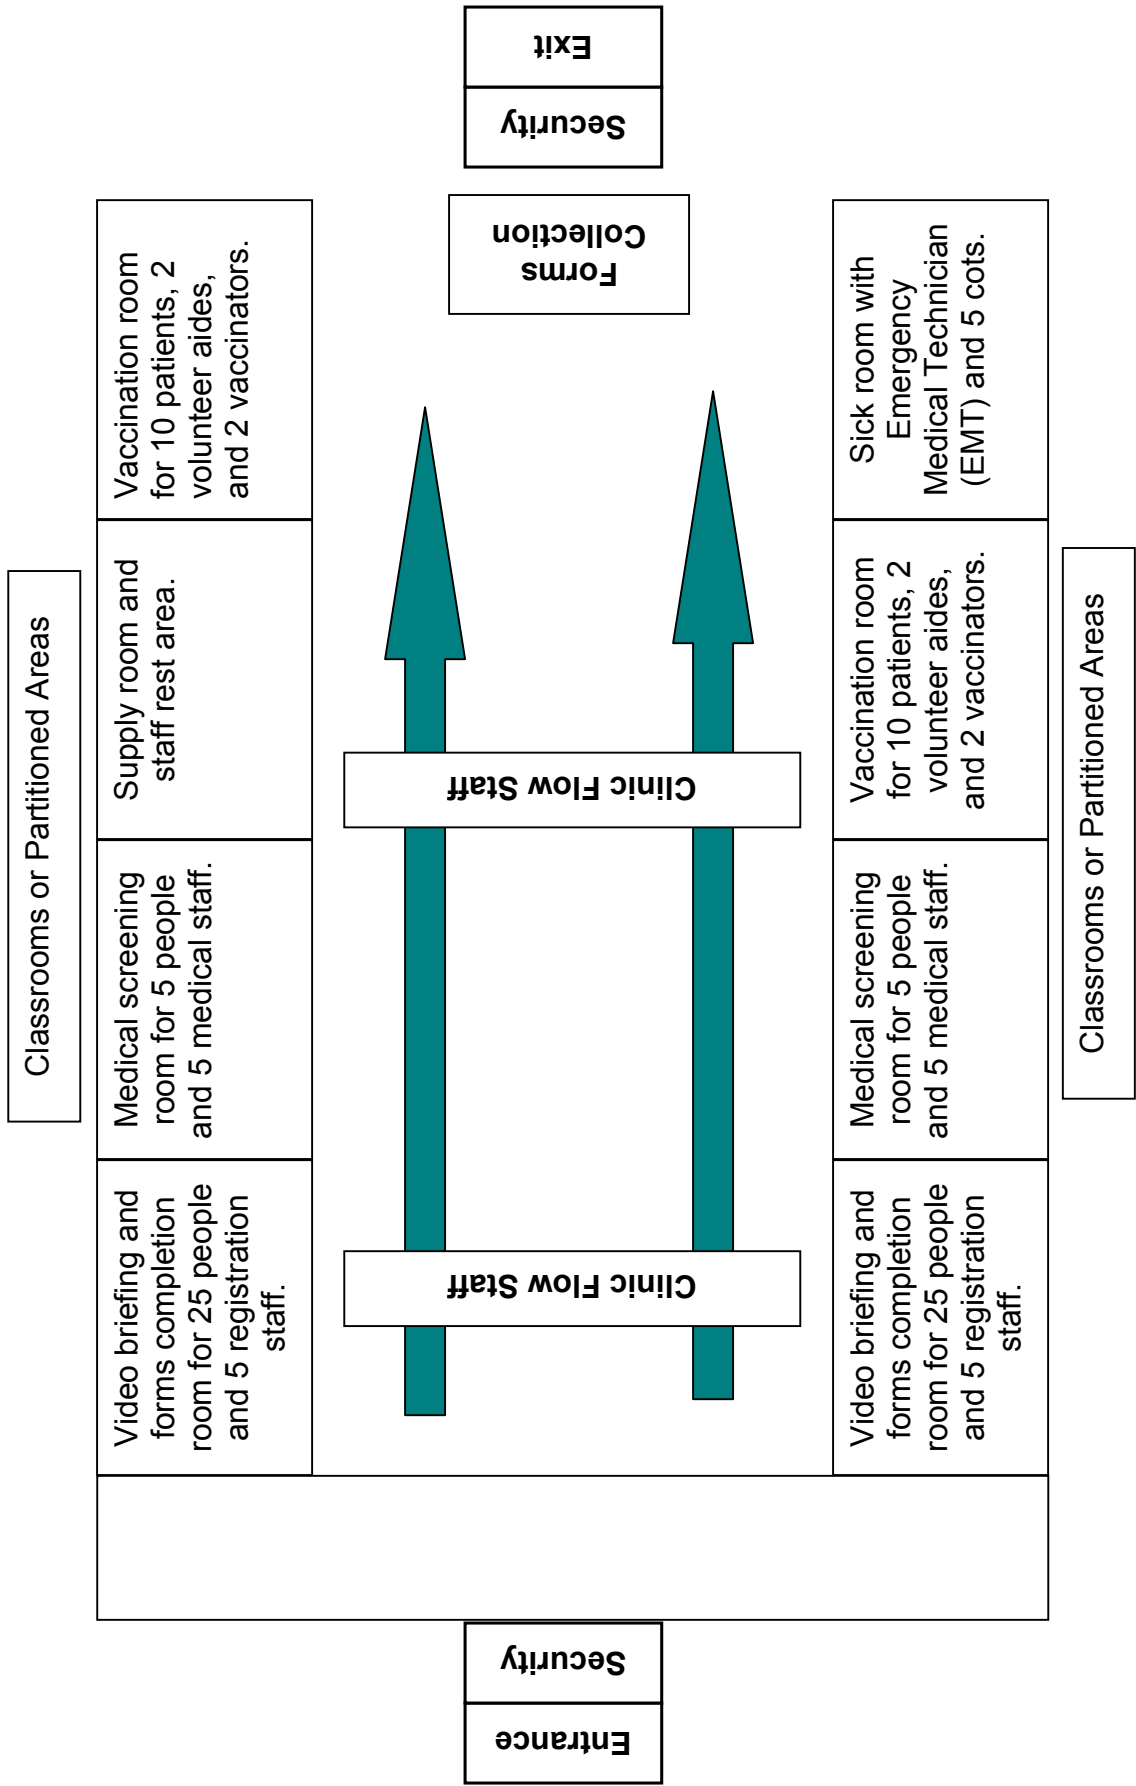 Classrooms or Partitioned Areas
Video briefing and
forms completion
room for 25 people
and 5 registration
staff.
Medical screening
room for 5 people
and 5 medical staff.
Supply room and
staff rest area.
Vaccination room
for 10 patients, 2
volunteer aides,
and 2 vaccinators.
Entrance
Security
Clinic Flow Staff
Clinic Flow Staff
Forms
Collection
Security
Exit
Video briefing and
forms completion
room for 25 people
and 5 registration
staff.
Medical screening
room for 5 people
and 5 medical staff.
Vaccination room
for 10 patients, 2
volunteer aides,
and 2 vaccinators.
Sick room with
Emergency
Medical Technician
(EMT) and 5 cots.
Classrooms or Partitioned Areas